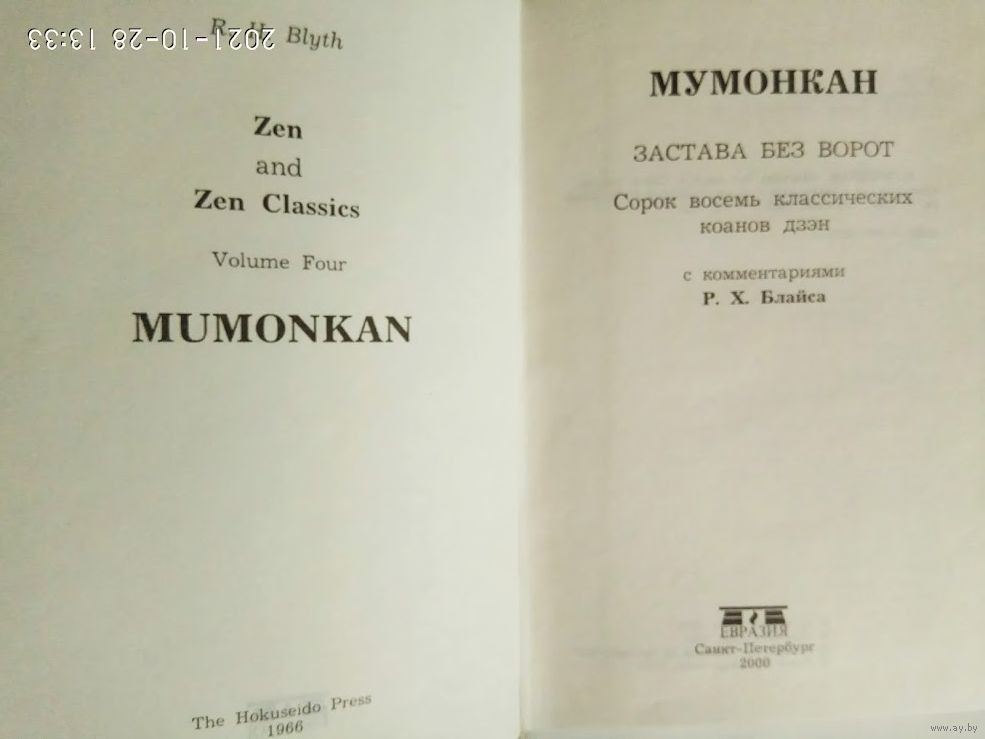 2021-10-28 13:33
R. H. Blyth
Zen
and
Zen Classics
Volume Four
MUMONKAN
The Hokuseido Press
1966
МУМОНКАН
ЗАСТАВА БЕЗ ВОРОТ
Сорок восемь классических
коанов дзэн
с комментариями
Р. Х. Блайса
ЕВРАЗИЯ
Санкт-Петербург
2000
www.ay.by